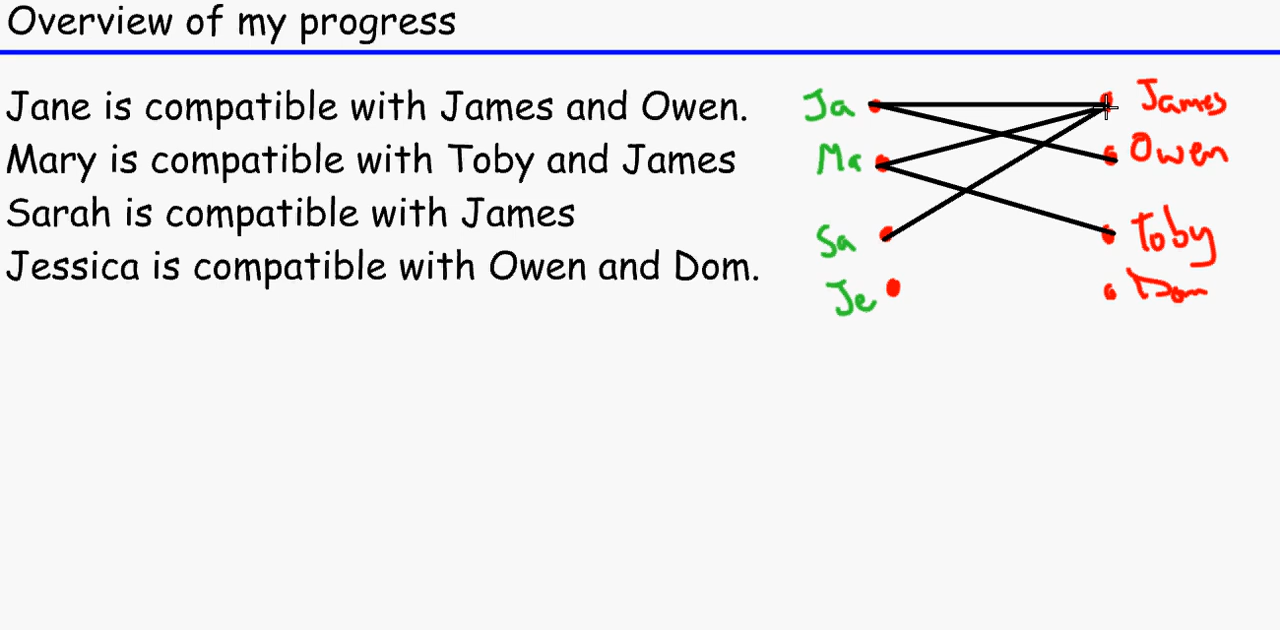 Overview of my progress
Jane is compatible with James and Owen.
Mary is compatible with Toby and James
Sarah is compatible with James
Jessica is compatible with Owen and Dom.
Ja
Ma
Sa
Je
James
Owen
Toby
Dom